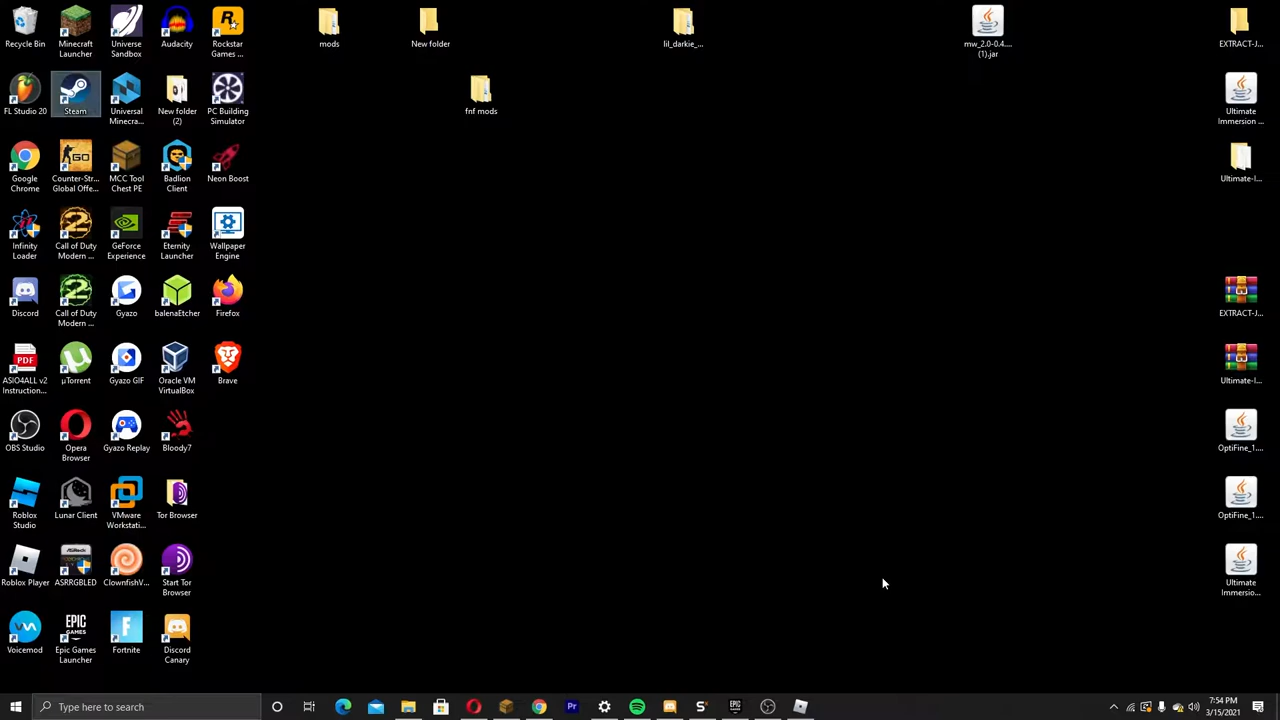 Recycle Bin
Minecraft
Launcher
Universe
Sandbox
Audacity
Rockstar
Games ...
mods
New folder
lil_darkie_...
mw_2.0-0.4....
(1).jar
EXTRACT-J...
FL Studio 20
Steam
Universal
Minecra...
New folder
(2)
PC Building
Simulator
fnf mods
Ultimate
Immersion ...
Google
Chrome
Counter-Str...
Global Offe...
MCC Tool
Chest PE
Badlion
Client
Neon Boost
Ultimate-I...
Infinity
Loader
Call of Duty
Modern ...
GeForce
Experience
Eternity
Launcher
Wallpaper
Engine
Discord
Call of Duty
Modern ...
Gyazo
balenaEtcher
Firefox
EXTRACT-J...
PDF
ASIO4ALL v2
Instruction...
µTorrent
Gyazo GIF
Oracle VM
VirtualBox
Brave
Ultimate-I...
OBS Studio
Opera
Browser
Gyazo Replay
Bloody7
OptiFine_1....
Roblox
Studio
Lunar Client
VMware
Workstati...
Tor Browser
OptiFine_1....
Roblox Player
ASRRGBLED
ClownfishV...
Start Tor
Browser
Ultimate
Immersio...
Voicemod
Epic Games
Launcher
Fortnite
Discord
Canary
Type here to search
7:54 PM
3/15/2021